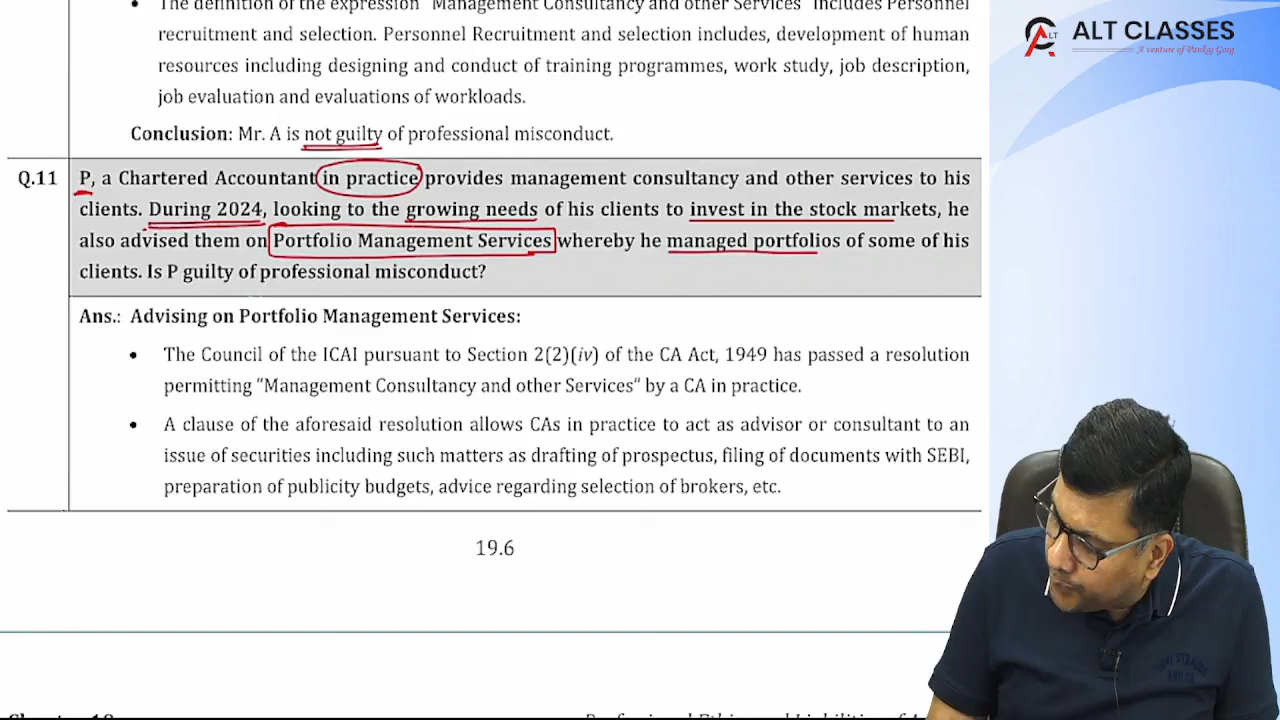 The definition of the expression "Management Consultancy and other Services" includes Personnel
recruitment and selection. Personnel Recruitment and selection includes, development of human
resources including designing and conduct of training programmes, work study, job description,
job evaluation and evaluations of workloads.
Conclusion: Mr. A is not guilty of professional misconduct.
Q.11 P, a Chartered Accountant in practice provides management consultancy and other services to his
clients. During 2024, looking to the growing needs of his clients to invest in the stock markets, he
also advised them on Portfolio Management Services whereby he managed portfolios of some of his
clients. Is P guilty of professional misconduct?
Ans.: Advising on Portfolio Management Services:
• The Council of the ICAI pursuant to Section 2(2)(iv) of the CA Act, 1949 has passed a resolution
permitting "Management Consultancy and other Services" by a CA in practice.
• A clause of the aforesaid resolution allows CAs in practice to act as advisor or consultant to an
issue of securities including such matters as drafting of prospectus, filing of documents with SEBI,
preparation of publicity budgets, advice regarding selection of brokers, etc.
19.6
ALT CLASSES
A venture of Pankaj Garg
ALT